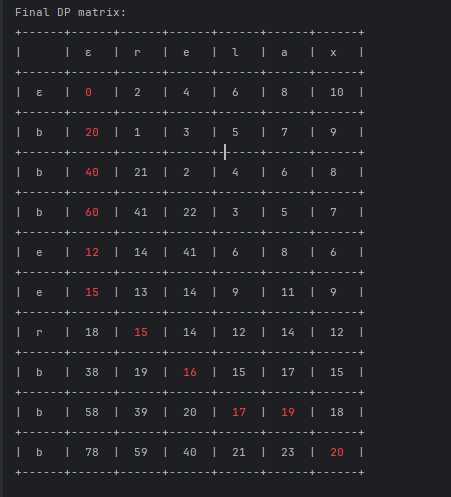 Final DP matrix:
+------+------+------+------+------+------+------+
|      |  ε   |  r   |  e   |  l   |  a   |  x   |
+------+------+------+------+------+------+------+
|  ε   |  0   |  2   |  4   |  6   |  8   |  10  |
+------+------+------+------+------+------+------+
|  b   |  20  |  1   |  3   |  5   |  7   |  9   |
+------+------+------+------+------+------+------+
|  b   |  40  |  21  |  2   |  4   |  6   |  8   |
+------+------+------+------+------+------+------+
|  b   |  60  |  41  |  22  |  3   |  5   |  7   |
+------+------+------+------+------+------+------+
|  e   |  12  |  14  |  41  |  6   |  8   |  6   |
+------+------+------+------+------+------+------+
|  e   |  15  |  13  |  14  |  9   |  11  |  9   |
+------+------+------+------+------+------+------+
|  r   |  18  |  15  |  14  |  12  |  14  |  12  |
+------+------+------+------+------+------+------+
|  b   |  38  |  19  |  16  |  15  |  17  |  15  |
+------+------+------+------+------+------+------+
|  b   |  58  |  39  |  20  |  17  |  19  |  18  |
+------+------+------+------+------+------+------+
|  b   |  78  |  59  |  40  |  21  |  23  |  20  |
+------+------+------+------+------+------+------+